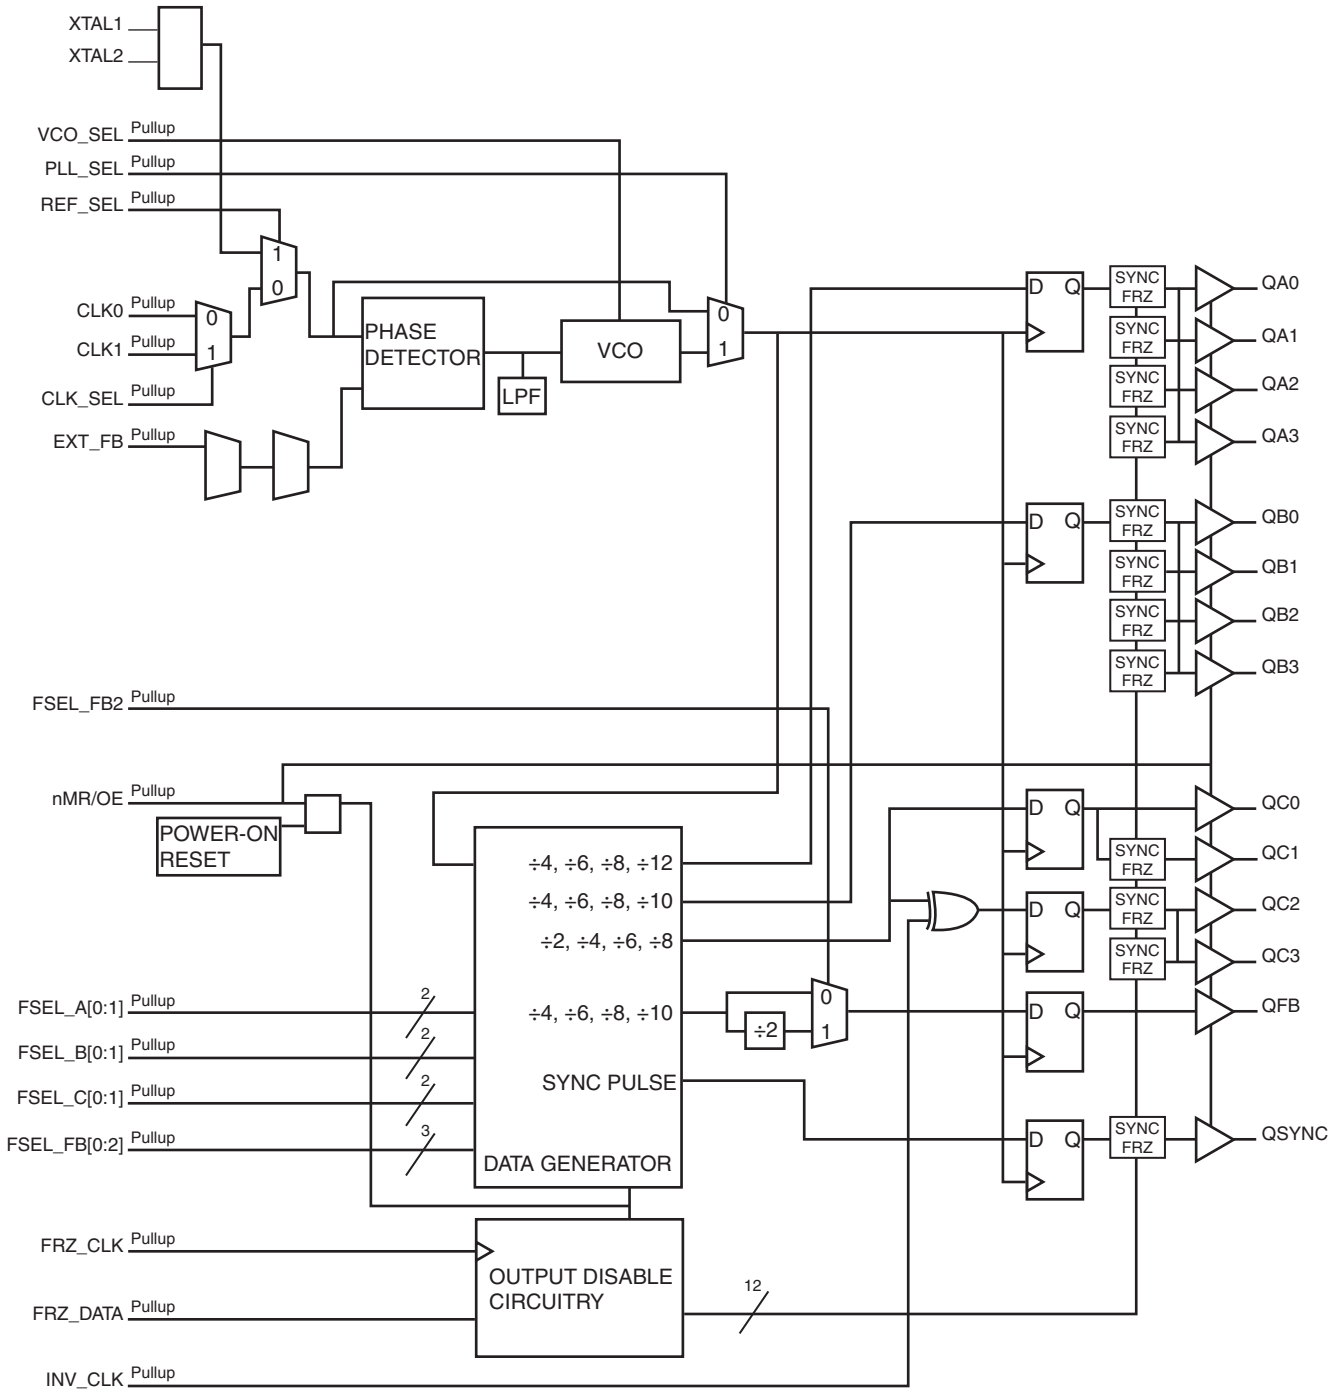 XTAL1
XTAL2
VCO_SEL Pullup
PLL_SEL Pullup
REF_SEL Pullup
1
0
CLK0 Pullup
CLK1 Pullup
0
1
CLK_SEL Pullup
EXT_FB Pullup
PHASE
DETECTOR
LPF
VCO
0
1
D Q
SYNC
FRZ
QA0
SYNC
FRZ
QA1
SYNC
FRZ
QA2
SYNC
FRZ
QA3
D Q
SYNC
FRZ
QB0
SYNC
FRZ
QB1
SYNC
FRZ
QB2
SYNC
FRZ
QB3
FSEL_FB2 Pullup
nMR/OE Pullup
POWER-ON
RESET
÷4, ÷6, ÷8, ÷12
÷4, ÷6, ÷8, ÷10
÷2, ÷4, ÷6, ÷8
÷4, ÷6, ÷8, ÷10
SYNC PULSE
DATA GENERATOR
÷2
0
1
D Q
QC0
SYNC
FRZ
QC1
D Q
SYNC
FRZ
QC2
SYNC
FRZ
QC3
D Q
QFB
D Q
SYNC
FRZ
QSYNC
FSEL_A[0:1] Pullup 2
FSEL_B[0:1] Pullup 2
FSEL_C[0:1] Pullup 2
FSEL_FB[0:2] Pullup 3
FRZ_CLK Pullup
OUTPUT DISABLE
CIRCUITRY
12
FRZ_DATA Pullup
INV_CLK Pullup